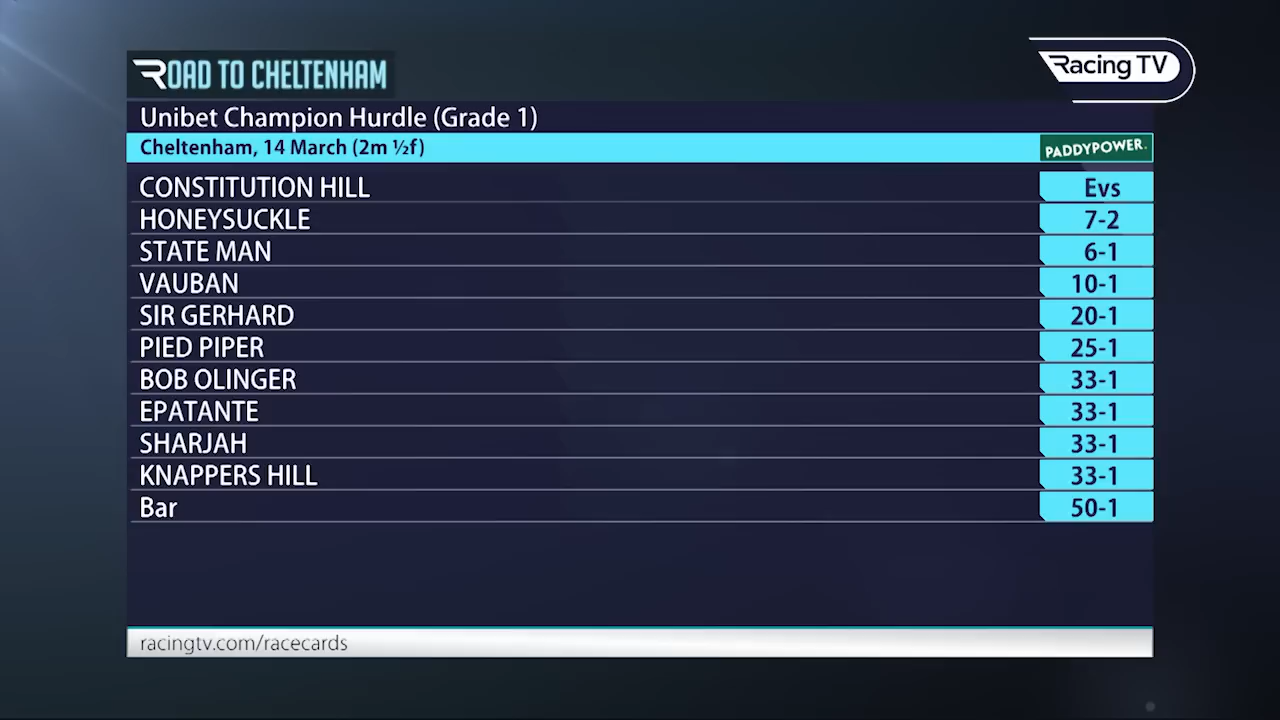 ROAD TO CHELTENHAM
Racing TV
Unibet Champion Hurdle (Grade 1)
Cheltenham, 14 March (2m ½f) PADDYPOWER.
CONSTITUTION HILL Evs
HONEYSUCKLE 7-2
STATE MAN 6-1
VAUBAN 10-1
SIR GERHARD 20-1
PIED PIPER 25-1
BOB OLINGER 33-1
EPATANTE 33-1
SHARJAH 33-1
KNAPPERS HILL 33-1
Bar 50-1
racingtv.com/racecards